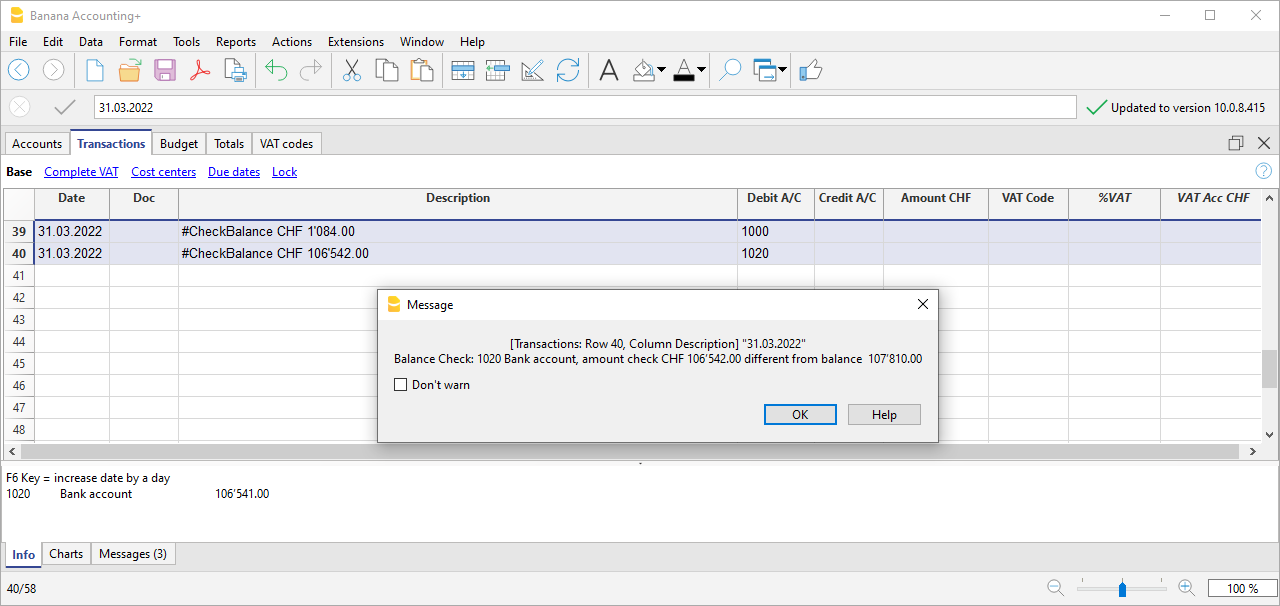 Banana Accounting+
File Edit Data Format Tools Reports Actions Extensions Window Help
31.03.2022 Updated to version 10.0.8.415
Accounts Transactions Budget Totals VAT codes
Base Complete VAT Cost centers Due dates Lock
Date Doc Description Debit A/C Credit A/C Amount CHF VAT Code %VAT VAT Acc CHF
39 31.03.2022 #CheckBalance CHF 1'084.00 1000
40 31.03.2022 #CheckBalance CHF 106'542.00 1020
41
42
43
44
45
46
47
48
Message
[Transactions: Row 40, Column Description] "31.03.2022"
Balance Check: 1020 Bank account, amount check CHF 106'542.00 different from balance 107'810.00
Don't warn
OK Help
F6 Key = increase date by a day
1020 Bank account 106'541.00
Info Charts Messages (3)
40/58 100 %